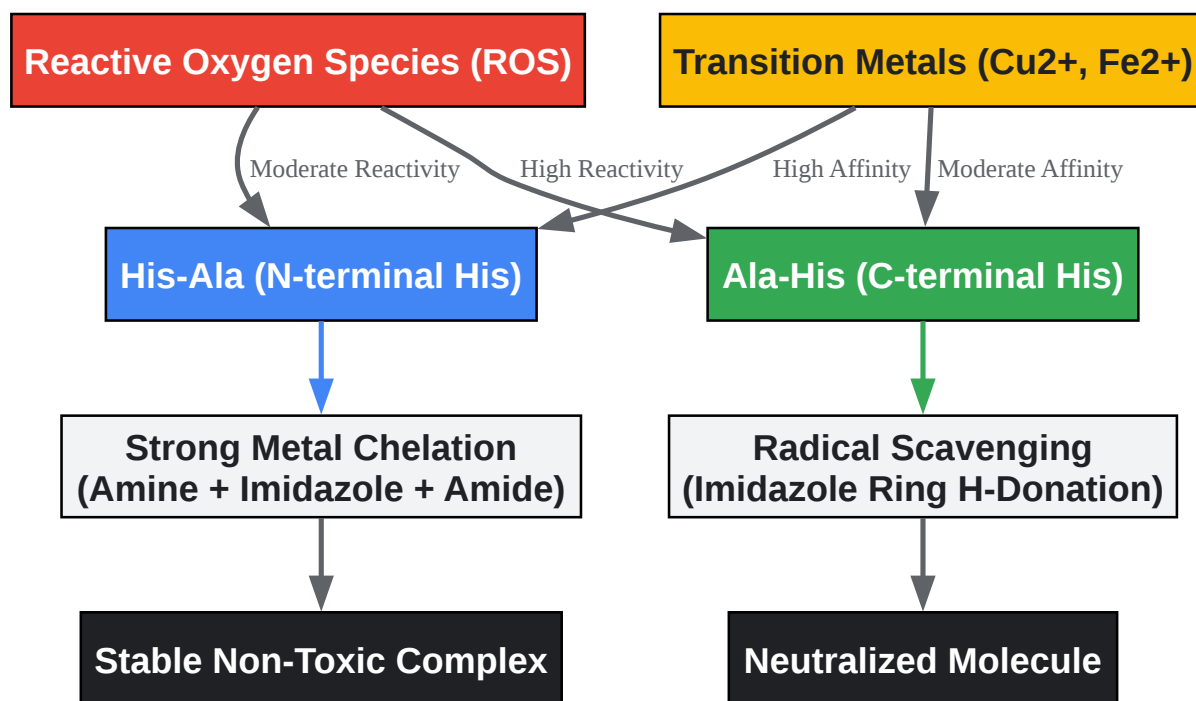 Reactive Oxygen Species (ROS)
Transition Metals (Cu2+, Fe2+)
Moderate Reactivity
High Reactivity
High Affinity
Moderate Affinity
His-Ala (N-terminal His)
Ala-His (C-terminal His)
Strong Metal Chelation
(Amine + Imidazole + Amide)
Radical Scavenging
(Imidazole Ring H-Donation)
Stable Non-Toxic Complex
Neutralized Molecule